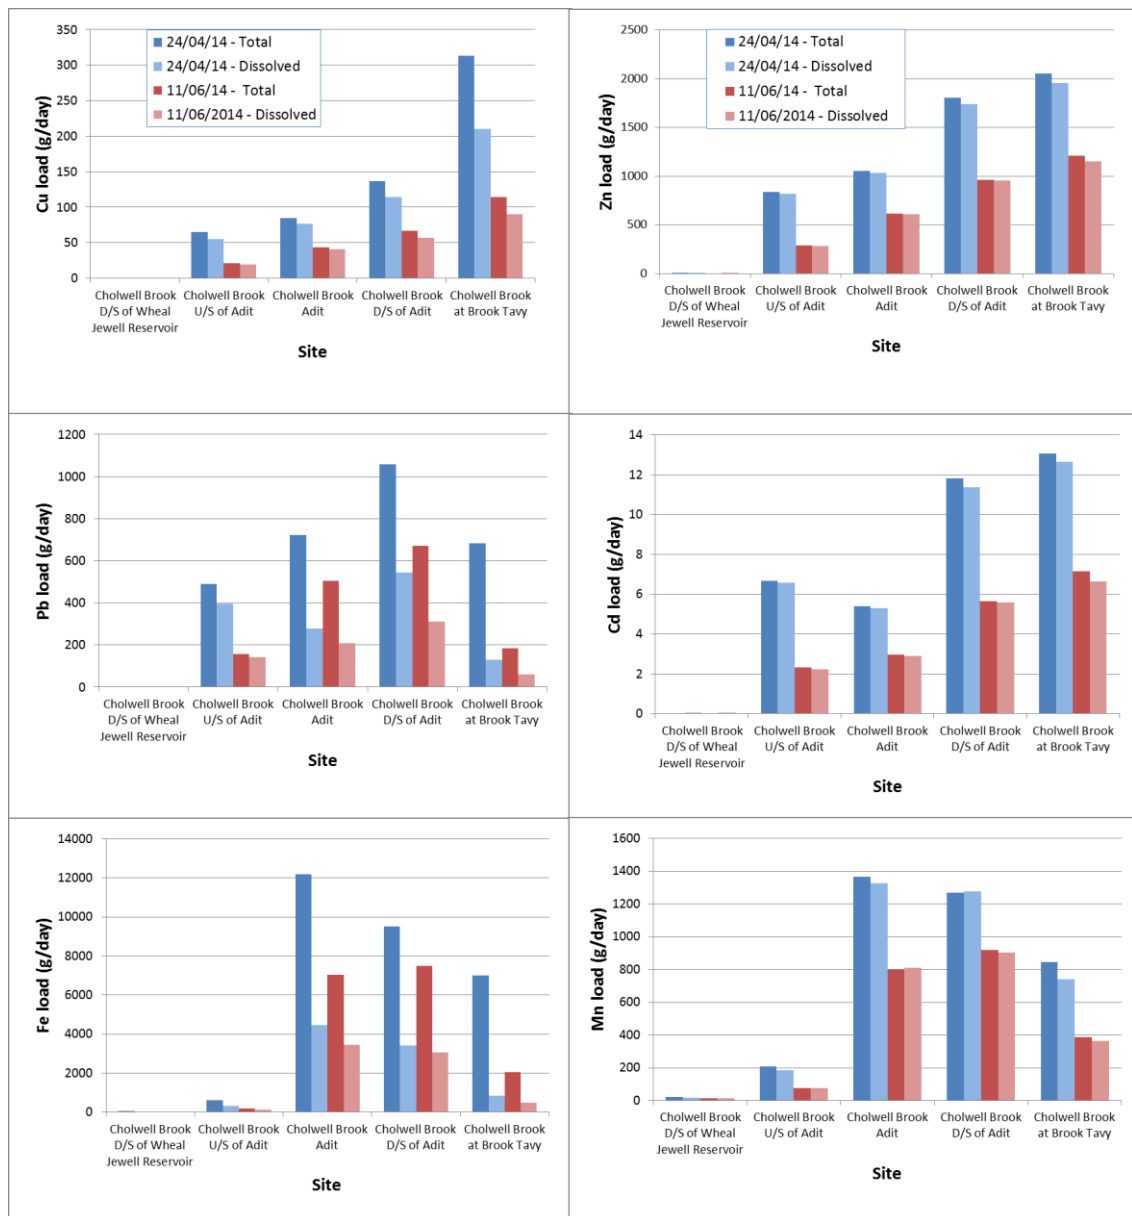 350
300
250
200
150
100
50
0
Cu load (g/day)
24/04/14 - Total
24/04/14 - Dissolved
11/06/14 - Total
11/06/2014 - Dissolved
Cholwell Brook Cholwell Brook Cholwell Brook Cholwell Brook Cholwell Brook
D/S of Wheal U/S of Adit Adit D/S of Adit at Brook Tavy
Jewell Reservoir
Site
2500
2000
1500
1000
500
0
Zn load (g/day)
24/04/14 - Total
24/04/14 - Dissolved
11/06/14 - Total
11/06/2014 - Dissolved
Cholwell Brook Cholwell Brook Cholwell Brook Cholwell Brook Cholwell Brook
D/S of Wheal U/S of Adit Adit D/S of Adit at Brook Tavy
Jewell Reservoir
Site
1200
1000
800
600
400
200
0
Pb load (g/day)
Cholwell Brook Cholwell Brook Cholwell Brook Cholwell Brook Cholwell Brook
D/S of Wheal U/S of Adit Adit D/S of Adit at Brook Tavy
Jewell Reservoir
Site
14
12
10
8
6
4
2
0
Cd load (g/day)
Cholwell Brook Cholwell Brook Cholwell Brook Cholwell Brook Cholwell Brook
D/S of Wheal U/S of Adit Adit D/S of Adit at Brook Tavy
Jewell Reservoir
Site
14000
12000
10000
8000
6000
4000
2000
0
Fe load (g/day)
Cholwell Brook Cholwell Brook Cholwell Brook Cholwell Brook Cholwell Brook
D/S of Wheal U/S of Adit Adit D/S of Adit at Brook Tavy
Jewell Reservoir
Site
1600
1400
1200
1000
800
600
400
200
0
Mn load (g/day)
Cholwell Brook Cholwell Brook Cholwell Brook Cholwell Brook Cholwell Brook
D/S of Wheal U/S of Adit Adit D/S of Adit at Brook Tavy
Jewell Reservoir
Site